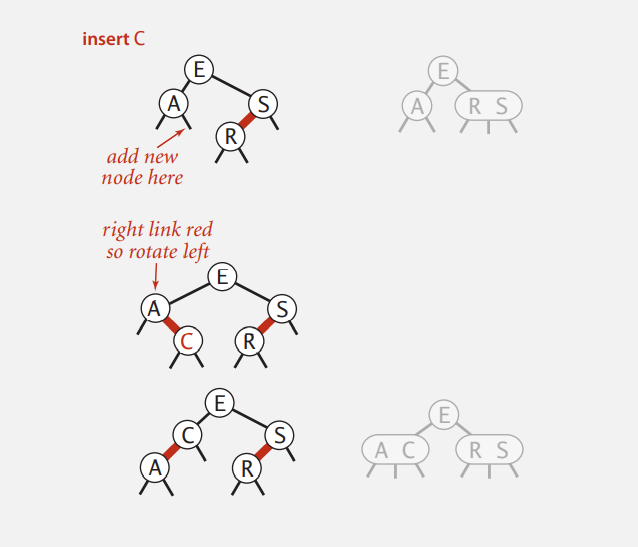 insert C
E
E
A
S
A
R S
R
add new
node here
right link red
so rotate left
E
A
S
C
R
E
E
C
S
A C
R S
A
R